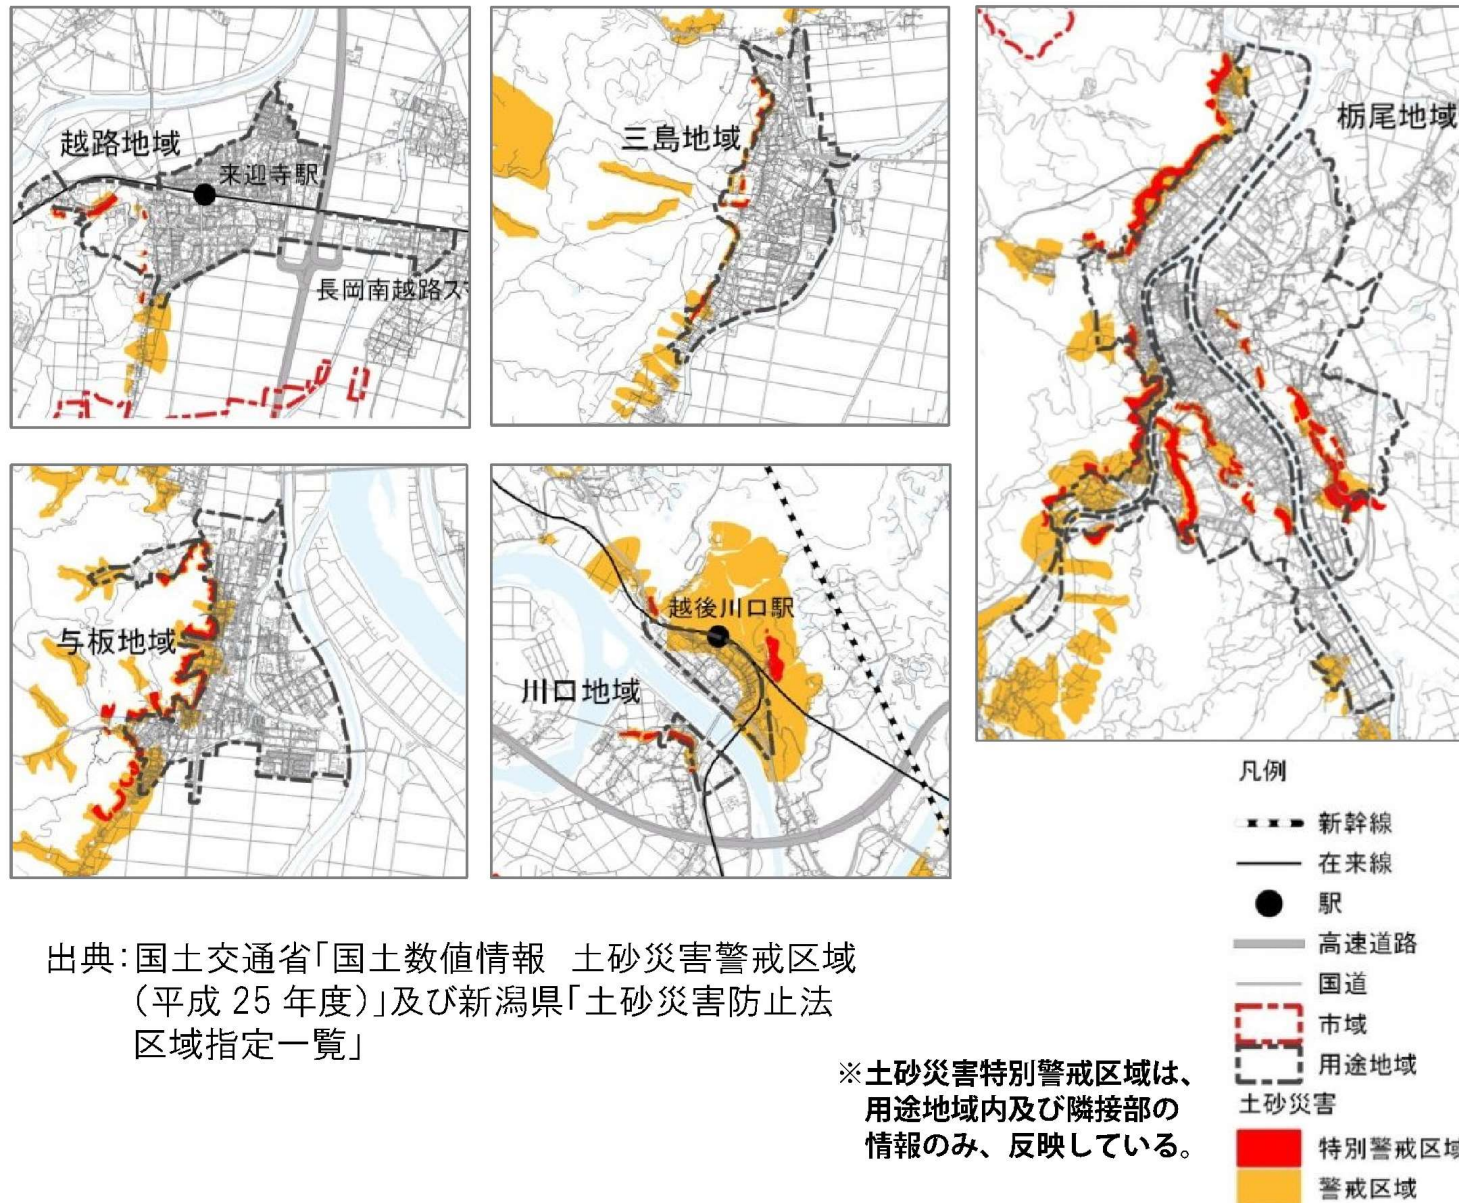 越路地域
来迎寺駅
長岡南越路ス
三島地域
栃尾地域
与板地域
越後川口駅
川口地域
凡例
新幹線
在来線
駅
高速道路
国道
市域
用途地域
土砂災害
特別警戒区域
警戒区域
出典:国土交通省「国土数値情報 土砂災害警戒区域
(平成 25 年度)」及び新潟県「土砂災害防止法
区域指定一覧」
※土砂災害特別警戒区域は、
用途地域内及び隣接部の
情報のみ、反映している。